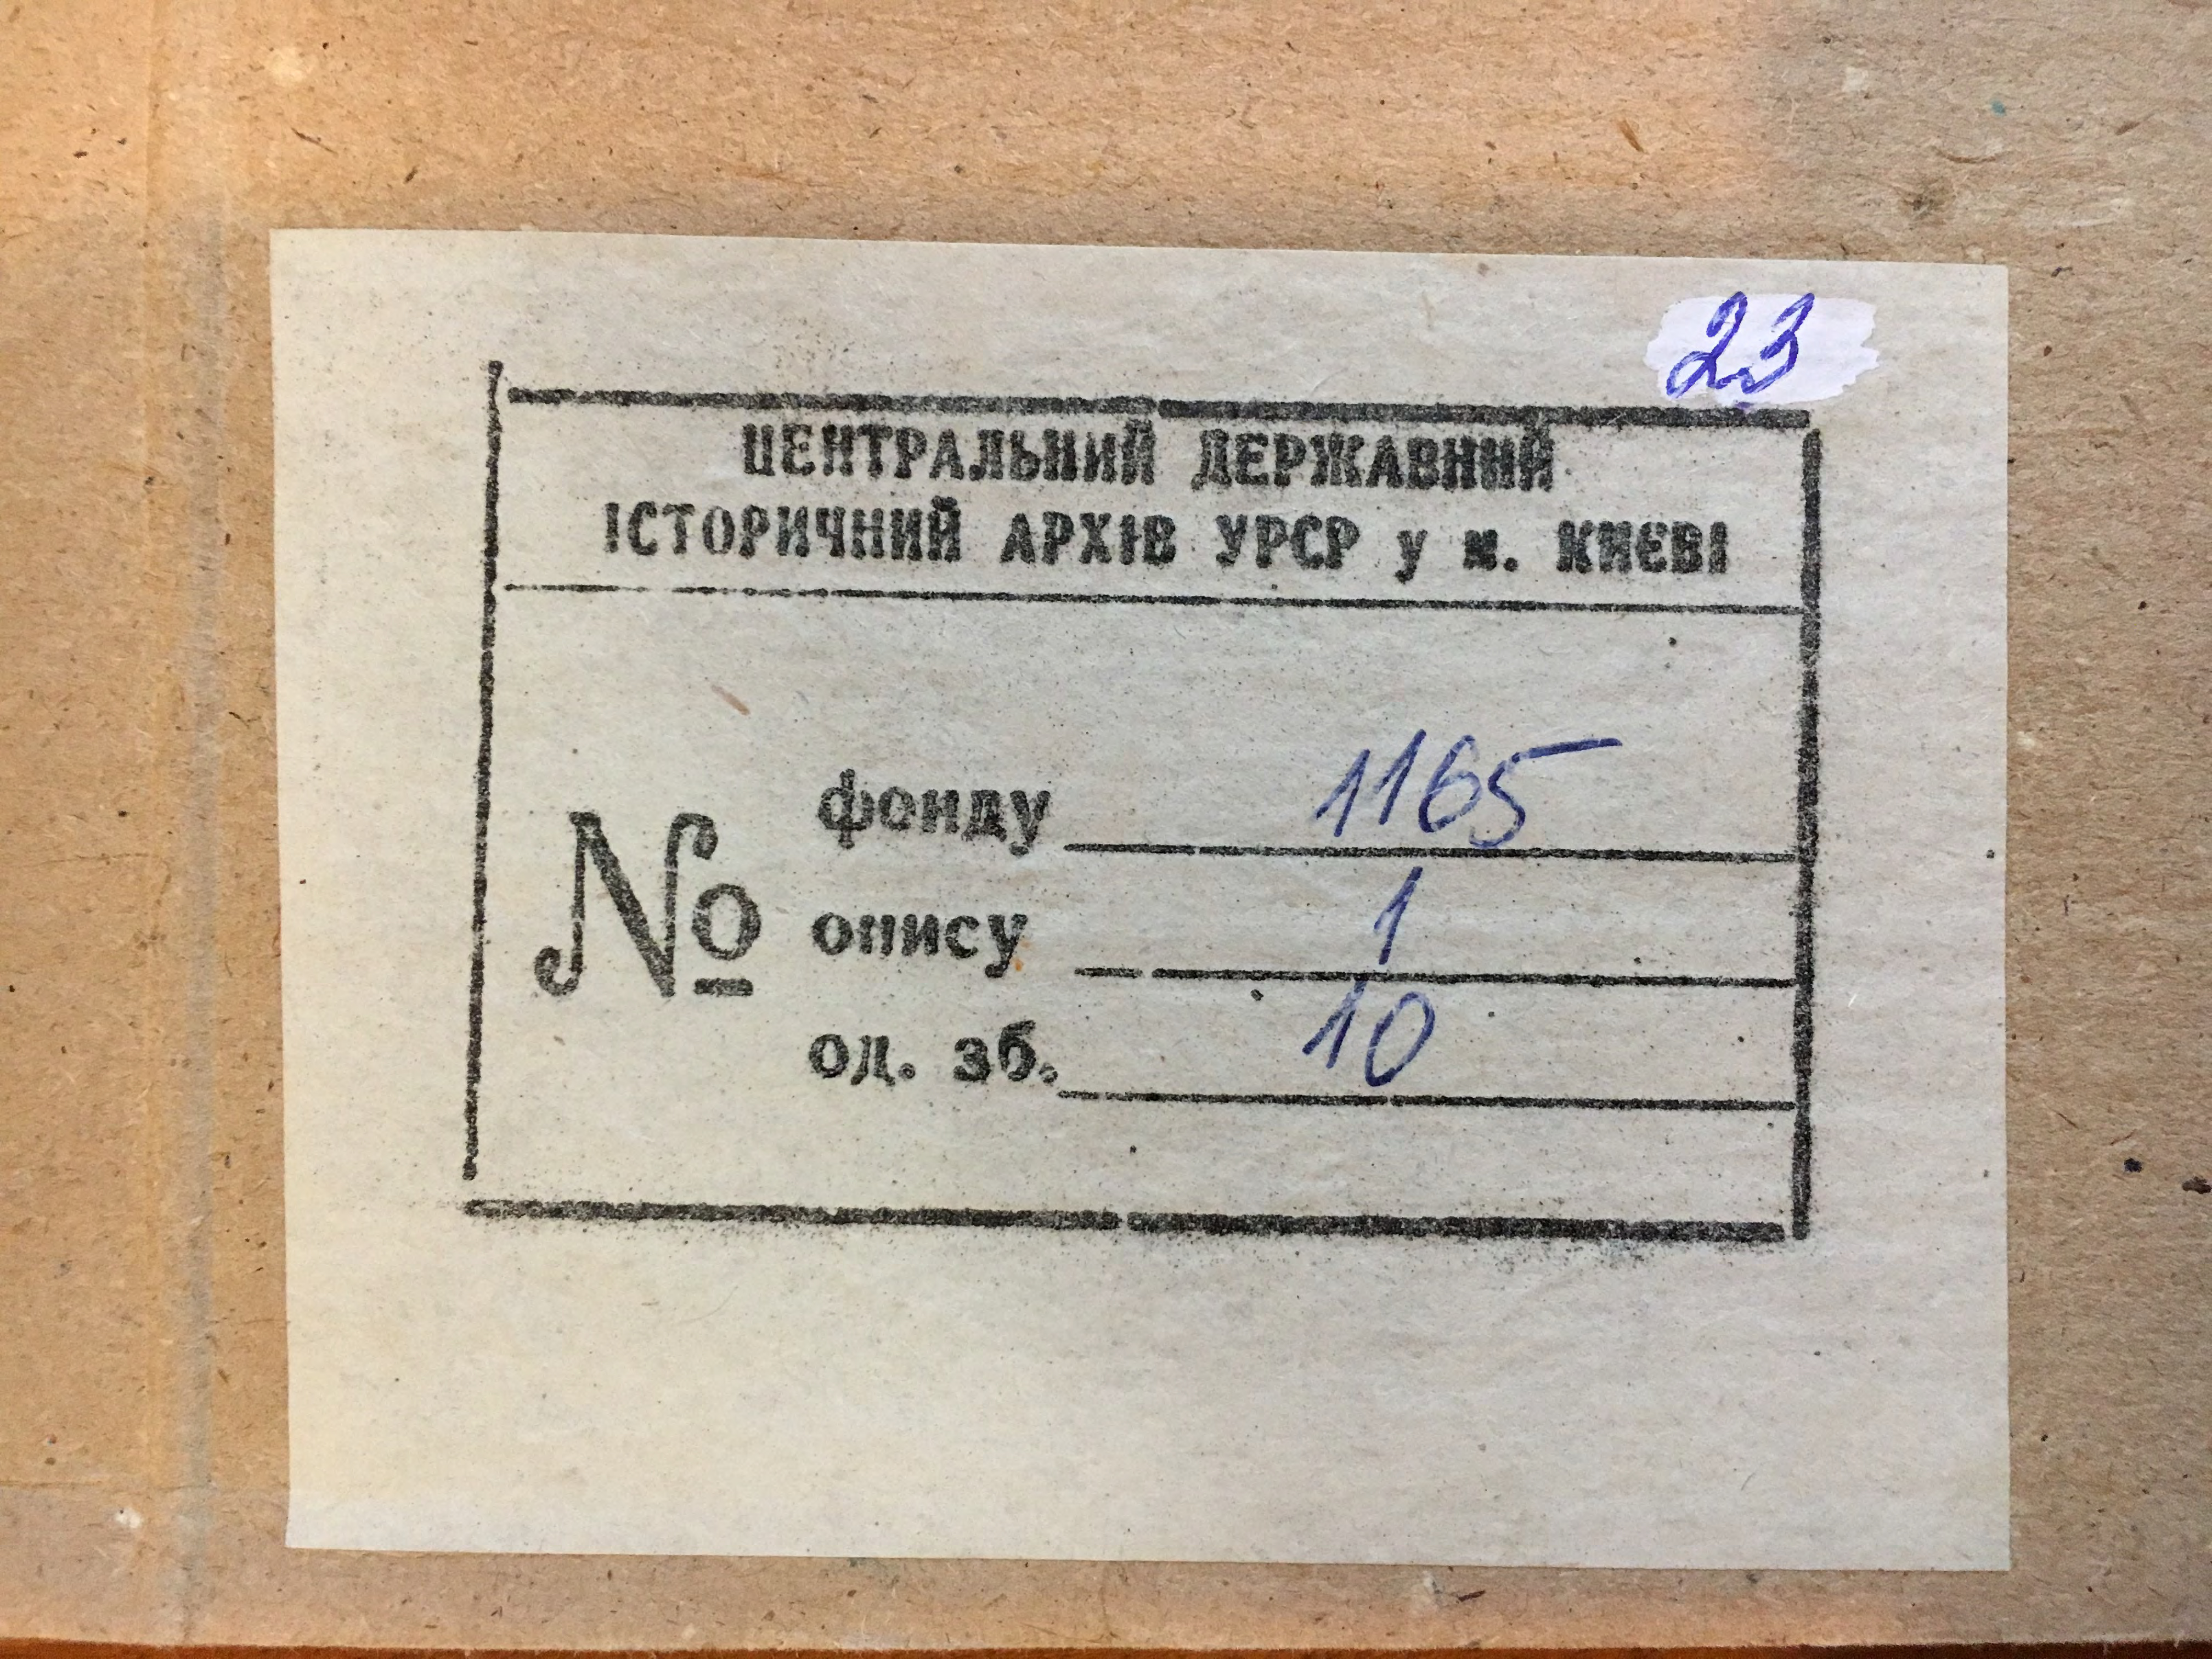 23
ЦЕНТРАЛЬНИЙ ДЕРЖАВНИЙ
ІСТОРИЧНИЙ АРХІВ УРСР у м. КИЄВІ
№
фонду 1165
опису 1
од. зб. 10